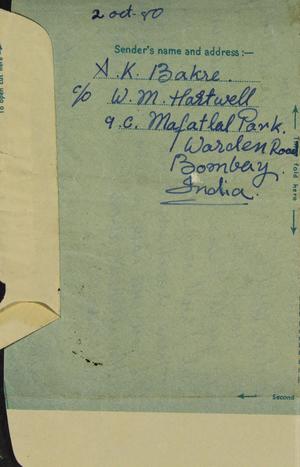 2 oct-80
To open cut here
Sender's name and address :—
A. K. Bakre.
c/o W. M. Hartwell
9. C. Mafatlal Park.
Warden Road
Bombay.
India.
fold here
Second